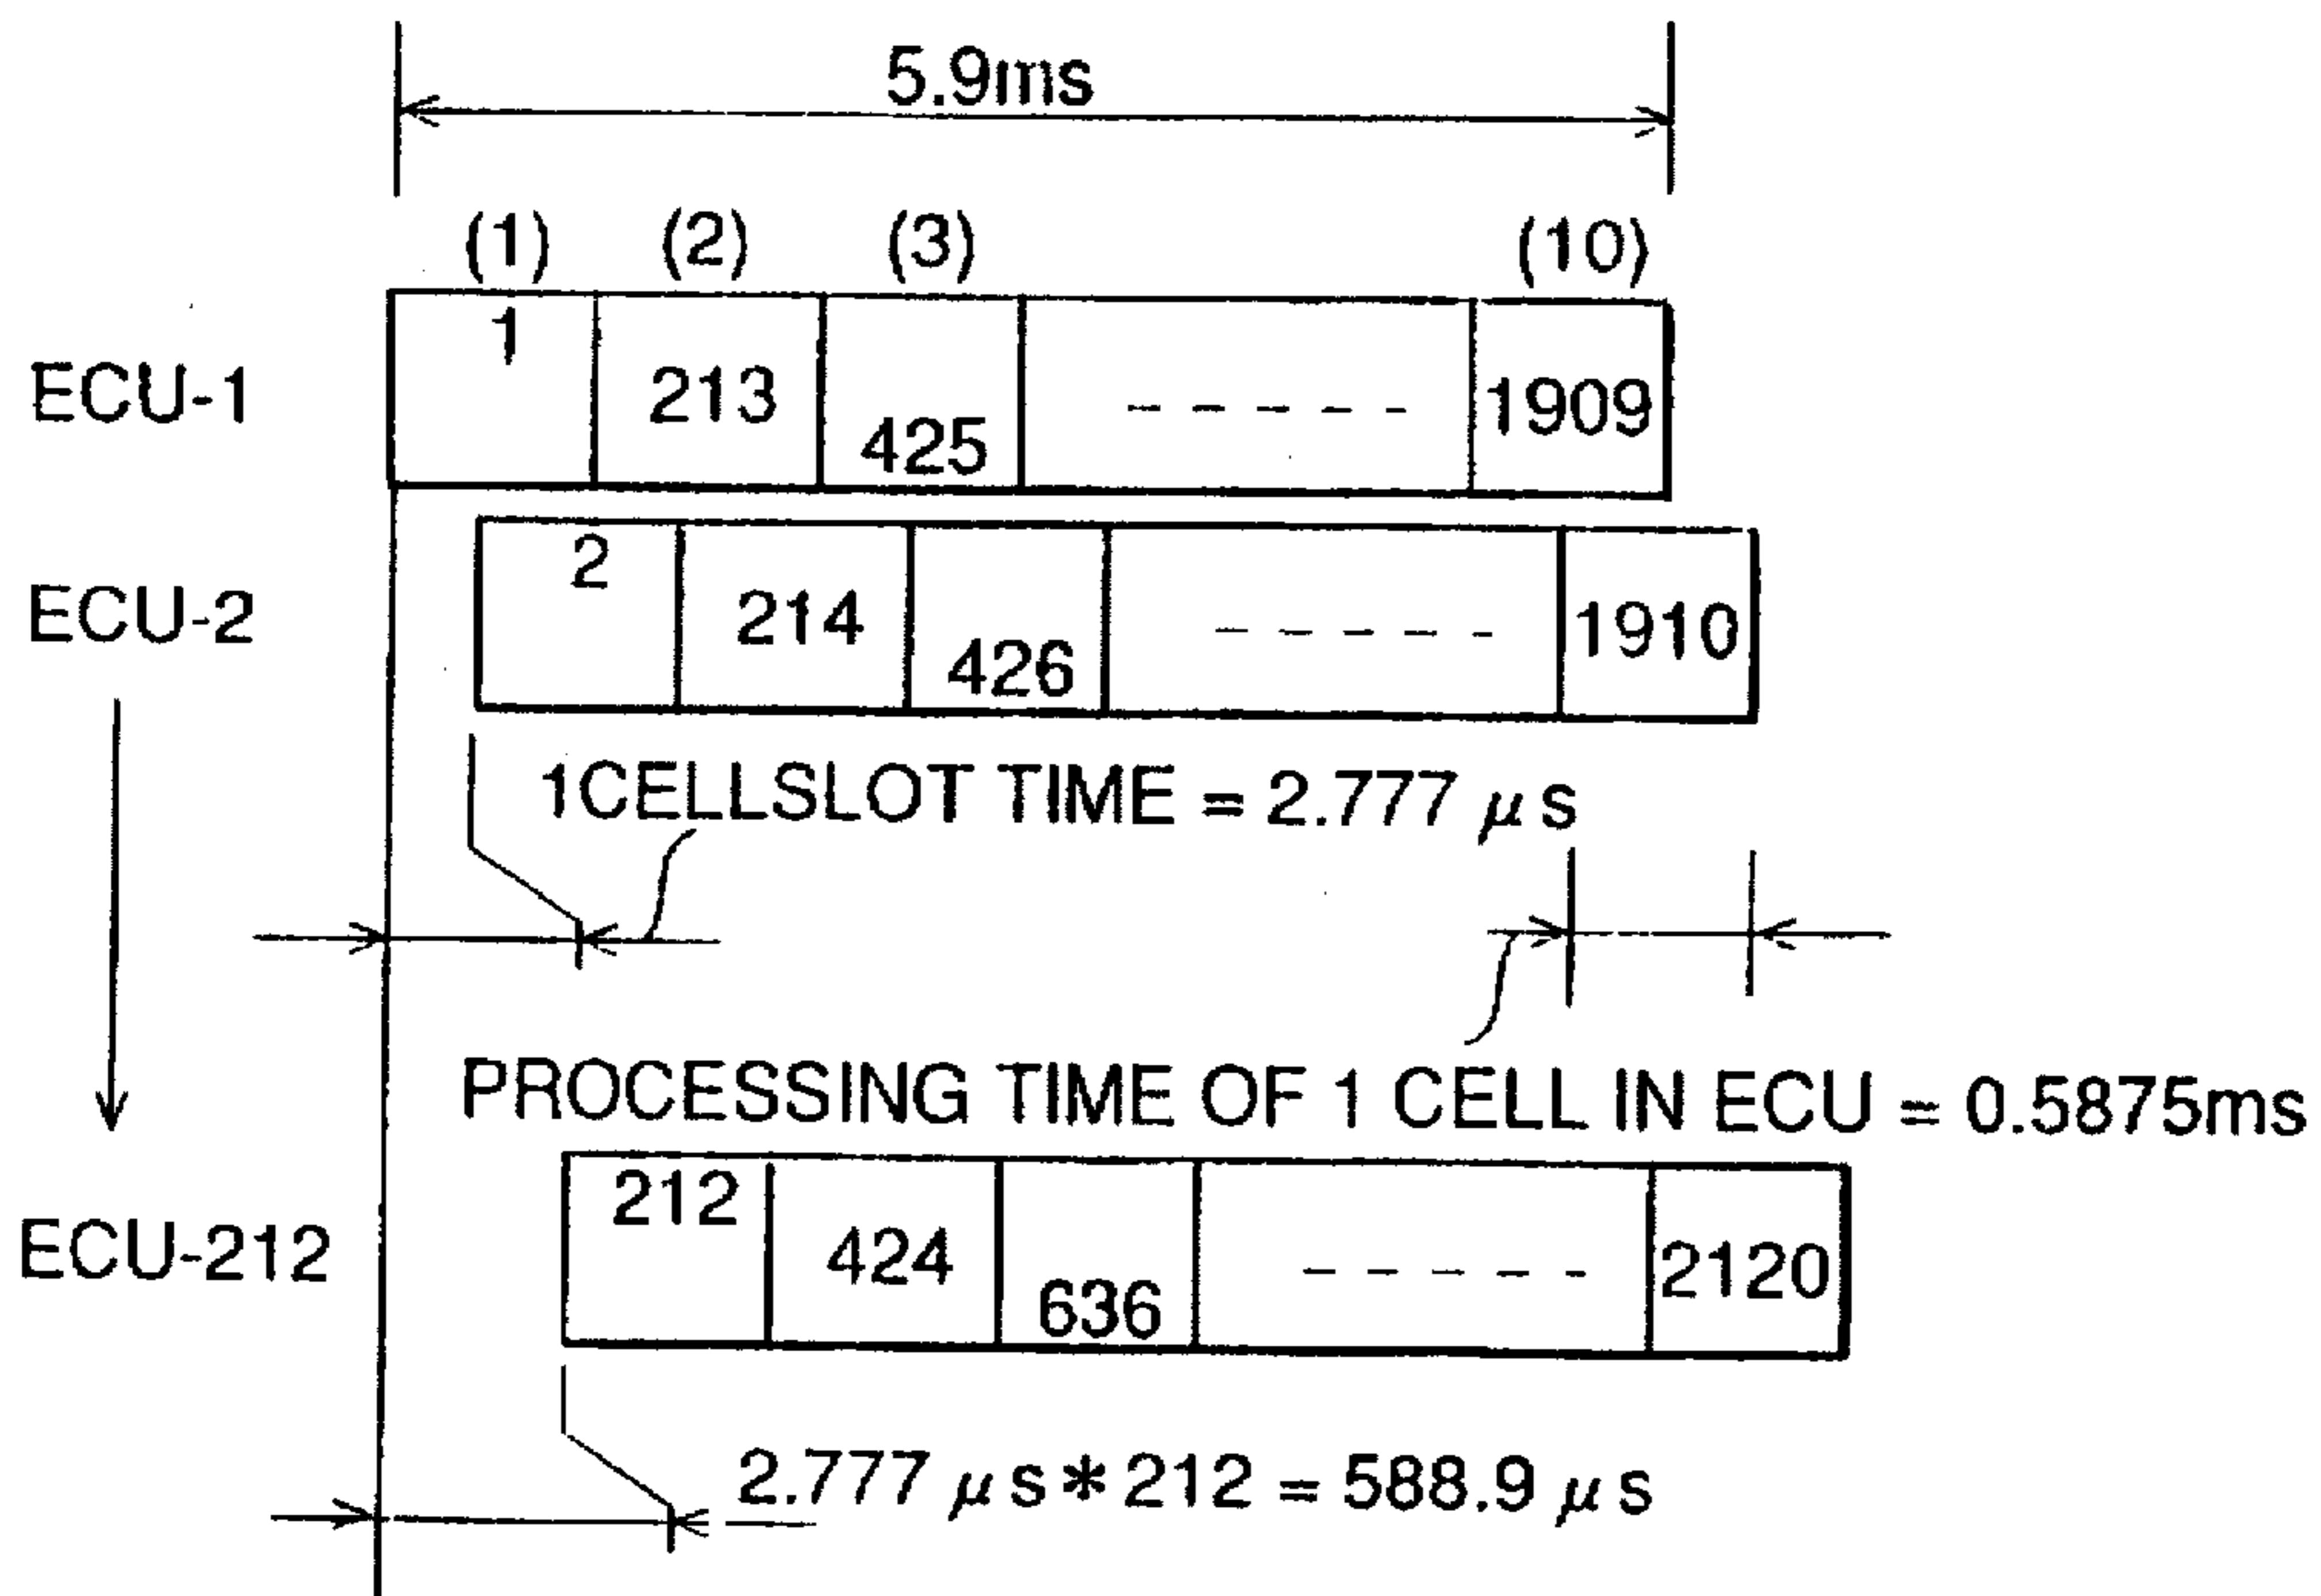 5.9ms
(1) (2) (3) (10)
ECU-1 1 213 425 ----- 1909
ECU-2 2 214 426 ----- 1910
1CELLSLOT TIME = 2.777 μs
PROCESSING TIME OF 1 CELL IN ECU = 0.5875ms
ECU-212 212 424 636 ----- 2120
2.777 μs*212 = 588.9 μs